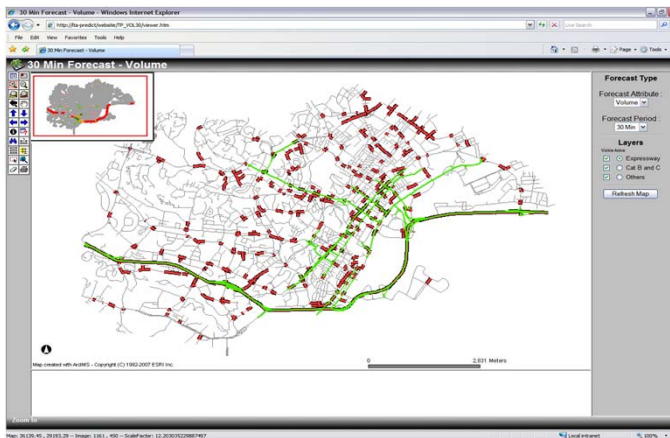 30 Min Forecast - Volume - Windows Internet Explorer
http://lta-predict/website/TP_VOL30/viewer.htm
Live Search
File Edit View Favorites Tools Help
30 Min Forecast - Volume
Page Tools
30 Min Forecast - Volume
Forecast Type
Forecast Attribute :
Volume
Forecast Period :
30 Min
Layers
Visible Active
Expressway
Cat B and C
Others
Refresh Map
Map created with ArcIMS - Copyright (C) 1992-2007 ESRI Inc.
0 2,031 Meters
Zoom In
Local intranet 100%